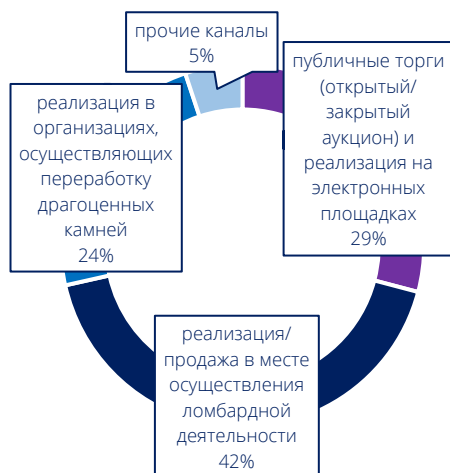 прочие каналы
5%
публичные торги
(открытый/
закрытый
аукцион) и
реализация на
электронных
площадках
29%
реализация в
организациях,
осуществляющих
переработку
драгоценных
камней
24%
реализация/
продажа в месте
осуществления
ломбардной
деятельности
42%